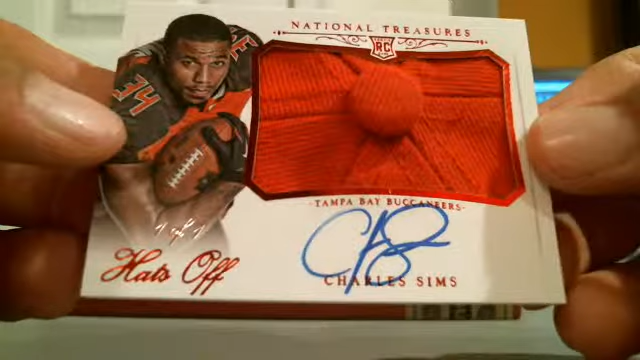 NATIONAL TREASURES
RC
34
TAMPA BAY BUCCANEERS
CHARLES SIMS
Hats Off